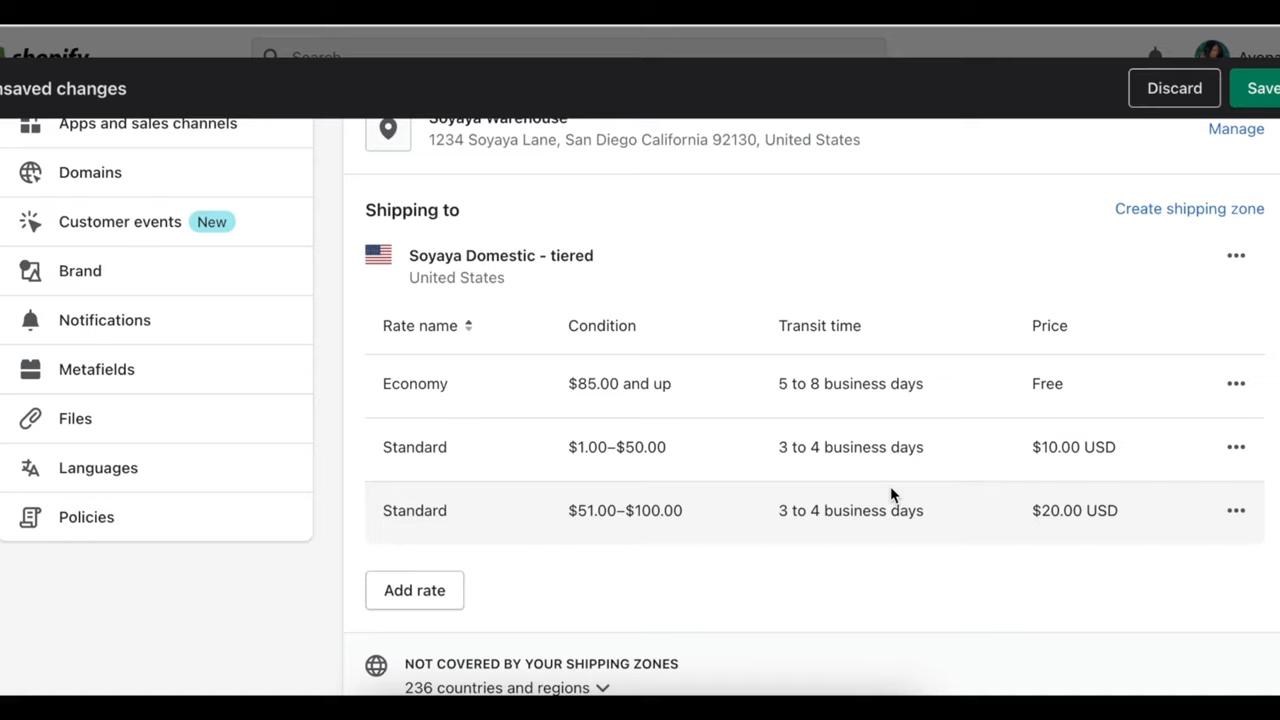 shopify
Search
nsaved changes
Discard
Save
Apps and sales channels
Domains
Customer events New
Brand
Notifications
Metafields
Files
Languages
Policies
Soyaya Warehouse
1234 Soyaya Lane, San Diego California 92130, United States
Manage
Shipping to
Create shipping zone
Soyaya Domestic - tiered
United States
Rate name Condition Transit time Price
Economy $85.00 and up 5 to 8 business days Free
Standard $1.00–$50.00 3 to 4 business days $10.00 USD
Standard $51.00–$100.00 3 to 4 business days $20.00 USD
Add rate
NOT COVERED BY YOUR SHIPPING ZONES
236 countries and regions